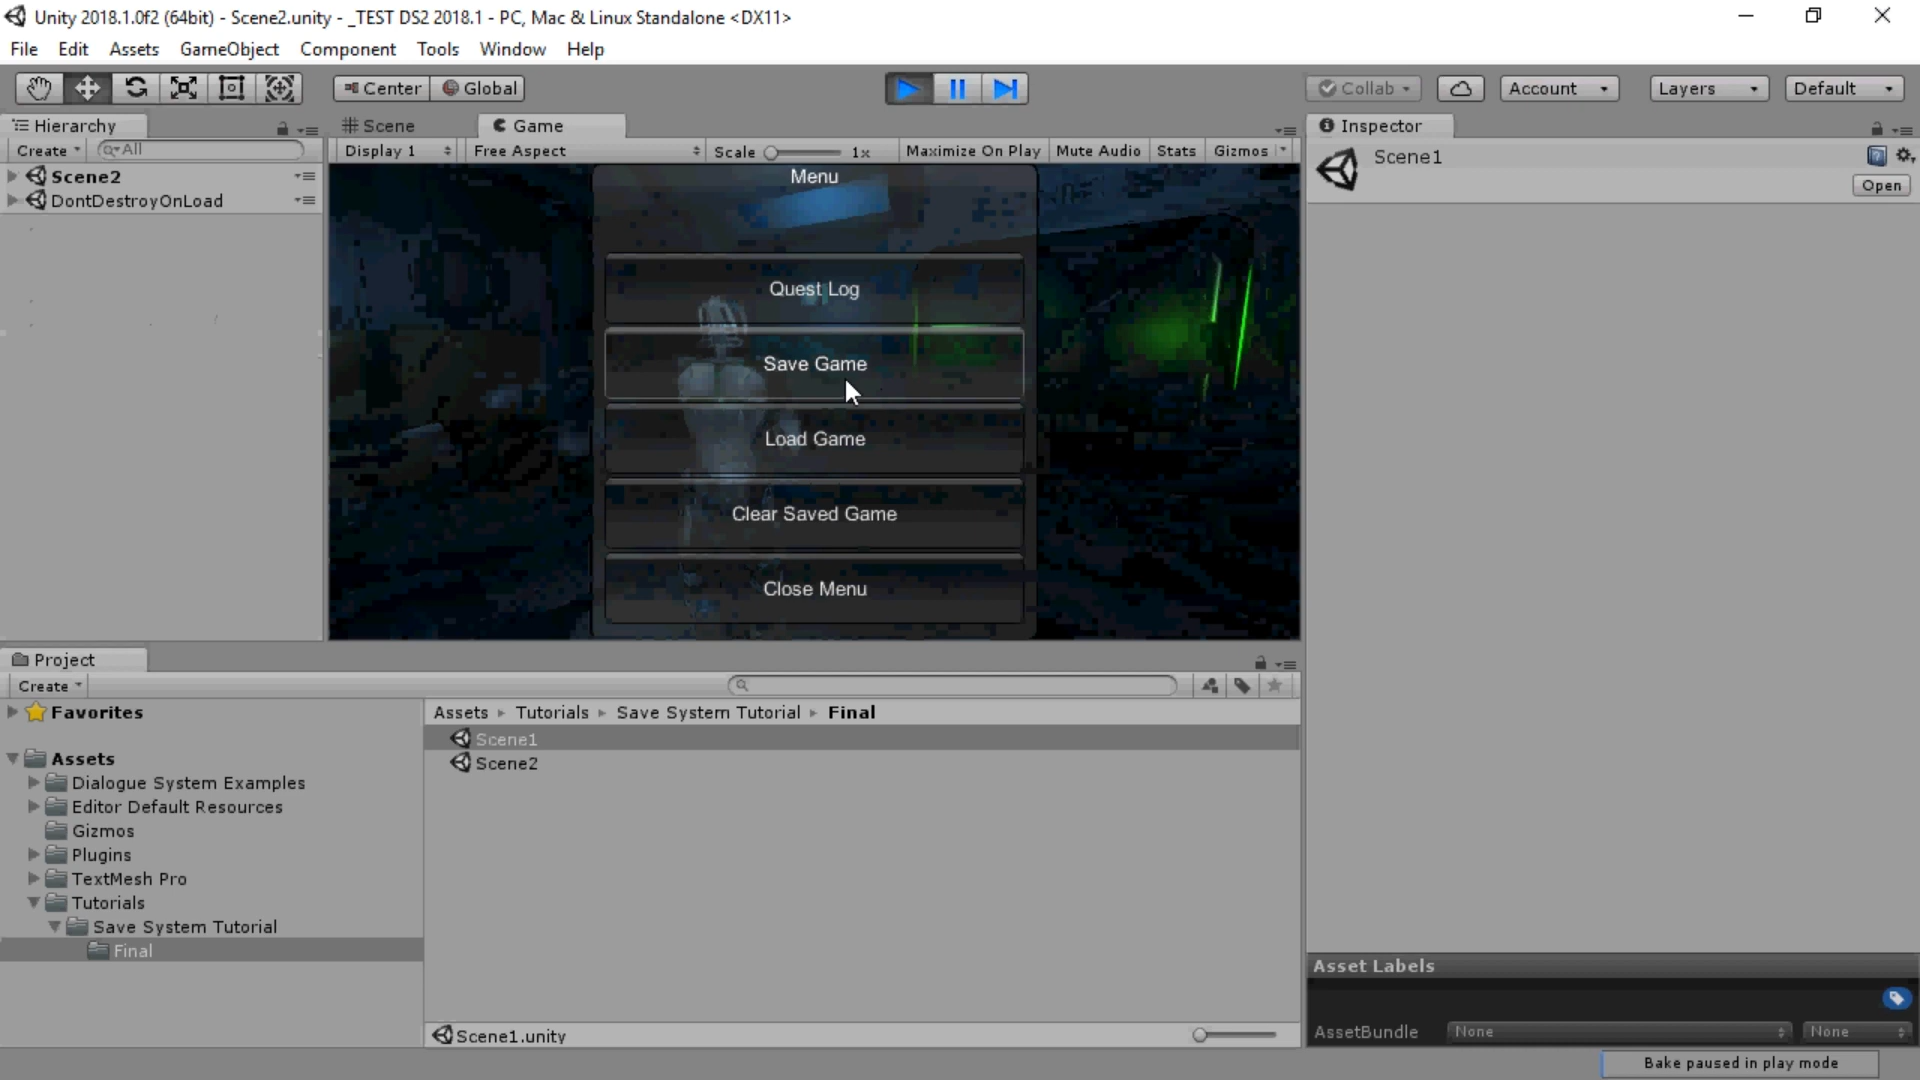 Unity 2018.1.0f2 (64bit) - Scene2.unity - _TEST DS2 2018.1 - PC, Mac & Linux Standalone <DX11>
File Edit Assets GameObject Component Tools Window Help
Center Global Collab Account Layers Default
Hierarchy
Create All
Scene2
DontDestroyOnLoad
Scene Game
Display 1 Free Aspect Scale 1x Maximize On Play Mute Audio Stats Gizmos
Menu
Quest Log
Save Game
Load Game
Clear Saved Game
Close Menu
Inspector
Scene1
Open
Project
Create
Favorites
Assets
Dialogue System Examples
Editor Default Resources
Gizmos
Plugins
TextMesh Pro
Tutorials
Save System Tutorial
Final
Assets Tutorials Save System Tutorial Final
Scene1
Scene2
Scene1.unity
Asset Labels
AssetBundle None None
Bake paused in play mode